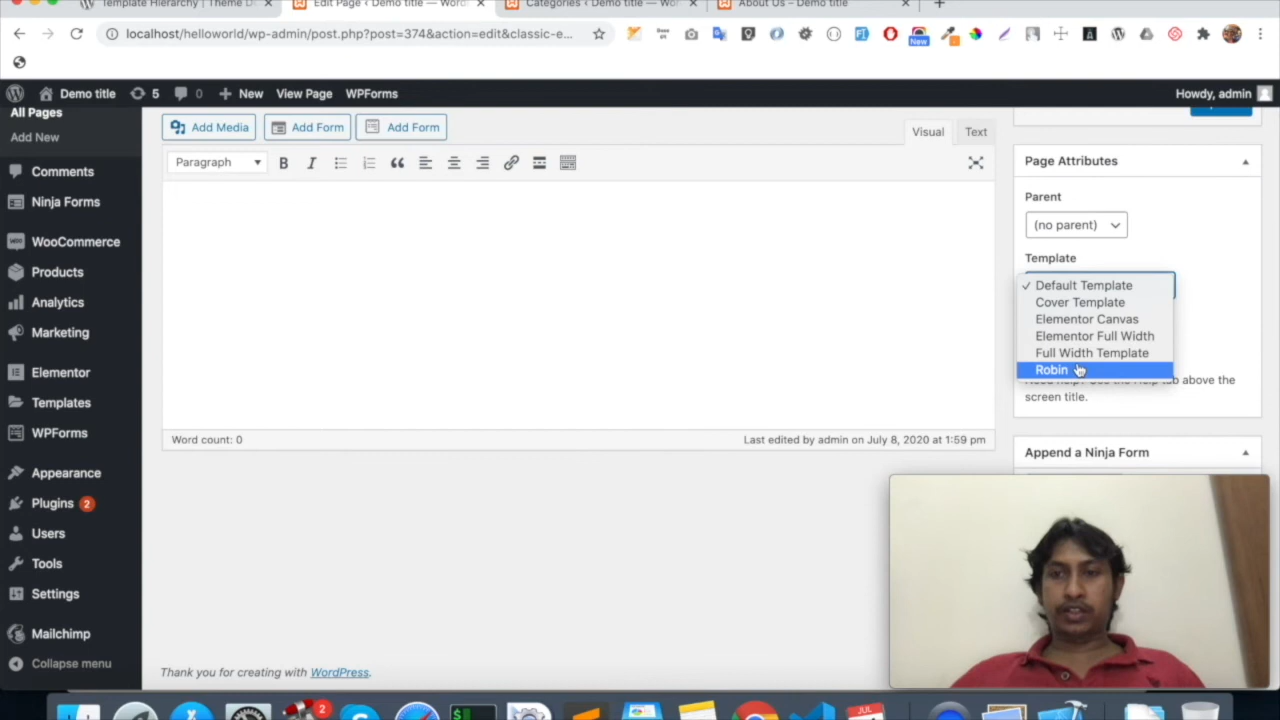 Template Hierarchy | Theme De
Edit Page ‹ Demo title — Word
Categories ‹ Demo title — Wo
About Us – Demo title
localhost/helloworld/wp-admin/post.php?post=374&action=edit&classic-e...
New
Demo title
5
0
New
View Page
WPForms
Howdy, admin
All Pages
Add New
Comments
Ninja Forms
WooCommerce
Products
Analytics
Marketing
Elementor
Templates
WPForms
Appearance
Plugins 2
Users
Tools
Settings
Mailchimp
Collapse menu
Add Media
Add Form
Add Form
Visual
Text
Paragraph
Word count: 0
Last edited by admin on July 8, 2020 at 1:59 pm
Thank you for creating with WordPress.
Page Attributes
Parent
(no parent)
Template
Default Template
Cover Template
Elementor Canvas
Elementor Full Width
Full Width Template
Robin
above the
screen title.
Append a Ninja Form
2
JUL